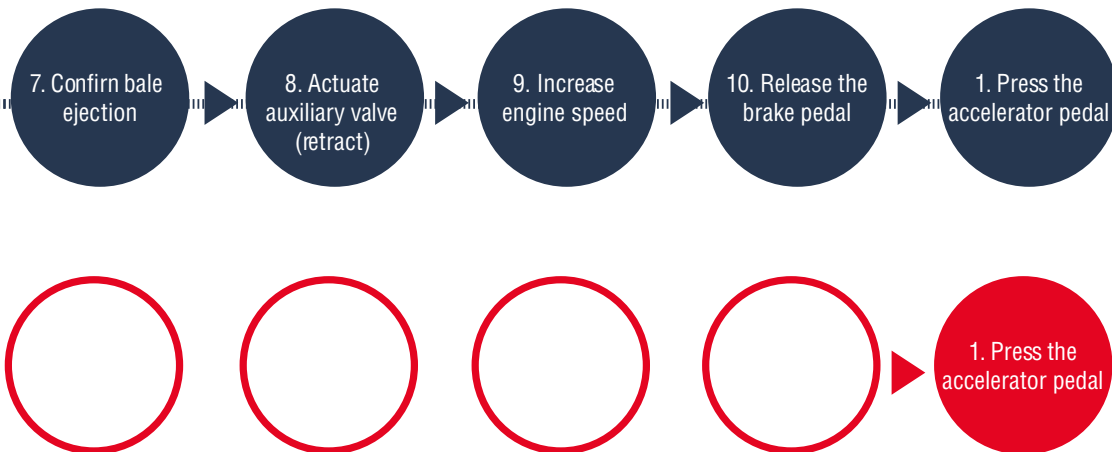 7. Confirn bale
ejection
8. Actuate
auxiliary valve
(retract)
9. Increase
engine speed
10. Release the
brake pedal
1. Press the
accelerator pedal
1. Press the
accelerator pedal